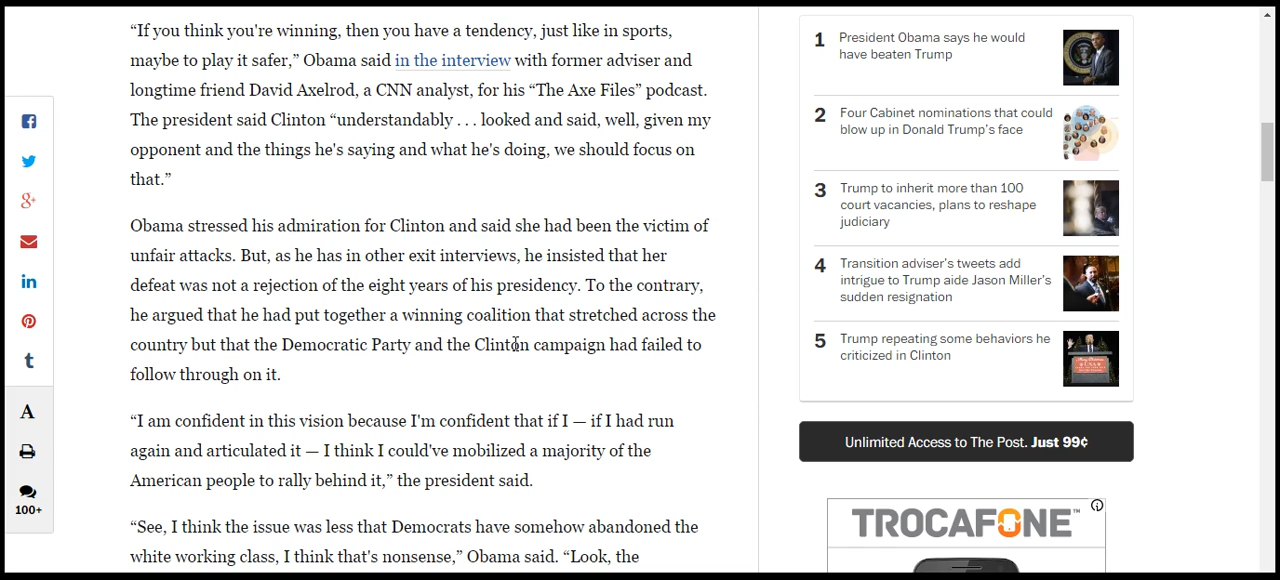 “If you think you're winning, then you have a tendency, just like in sports,
maybe to play it safer,” Obama said in the interview with former adviser and
longtime friend David Axelrod, a CNN analyst, for his “The Axe Files” podcast.
The president said Clinton “understandably . . . looked and said, well, given my
opponent and the things he's saying and what he's doing, we should focus on
that.”
Obama stressed his admiration for Clinton and said she had been the victim of
unfair attacks. But, as he has in other exit interviews, he insisted that her
defeat was not a rejection of the eight years of his presidency. To the contrary,
he argued that he had put together a winning coalition that stretched across the
country but that the Democratic Party and the Clinton campaign had failed to
follow through on it.
“I am confident in this vision because I'm confident that if I — if I had run
again and articulated it — I think I could've mobilized a majority of the
American people to rally behind it,” the president said.
“See, I think the issue was less that Democrats have somehow abandoned the
white working class, I think that's nonsense,” Obama said. “Look, the
g+
in
t
A
100+
1 President Obama says he would
have beaten Trump
2 Four Cabinet nominations that could
blow up in Donald Trump’s face
3 Trump to inherit more than 100
court vacancies, plans to reshape
judiciary
4 Transition adviser’s tweets add
intrigue to Trump aide Jason Miller’s
sudden resignation
5 Trump repeating some behaviors he
criticized in Clinton
Unlimited Access to The Post. Just 99¢
TROCAFONE™